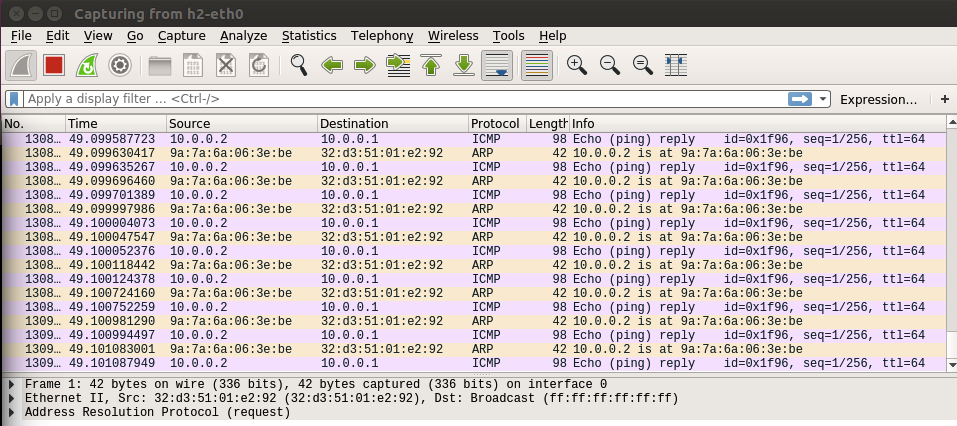 Capturing from h2-eth0
File Edit View Go Capture Analyze Statistics Telephony Wireless Tools Help
Apply a display filter ... <Ctrl-/> Expression... +
No. Time Source Destination Protocol Length Info
1308… 49.099587723 10.0.0.2 10.0.0.1 ICMP 98 Echo (ping) reply id=0x1f96, seq=1/256, ttl=64
1308… 49.099630417 9a:7a:6a:06:3e:be 32:d3:51:01:e2:92 ARP 42 10.0.0.2 is at 9a:7a:6a:06:3e:be
1308… 49.099635267 10.0.0.2 10.0.0.1 ICMP 98 Echo (ping) reply id=0x1f96, seq=1/256, ttl=64
1308… 49.099696460 9a:7a:6a:06:3e:be 32:d3:51:01:e2:92 ARP 42 10.0.0.2 is at 9a:7a:6a:06:3e:be
1308… 49.099701389 10.0.0.2 10.0.0.1 ICMP 98 Echo (ping) reply id=0x1f96, seq=1/256, ttl=64
1308… 49.099997986 9a:7a:6a:06:3e:be 32:d3:51:01:e2:92 ARP 42 10.0.0.2 is at 9a:7a:6a:06:3e:be
1308… 49.100004073 10.0.0.2 10.0.0.1 ICMP 98 Echo (ping) reply id=0x1f96, seq=1/256, ttl=64
1308… 49.100047547 9a:7a:6a:06:3e:be 32:d3:51:01:e2:92 ARP 42 10.0.0.2 is at 9a:7a:6a:06:3e:be
1308… 49.100052376 10.0.0.2 10.0.0.1 ICMP 98 Echo (ping) reply id=0x1f96, seq=1/256, ttl=64
1308… 49.100118442 9a:7a:6a:06:3e:be 32:d3:51:01:e2:92 ARP 42 10.0.0.2 is at 9a:7a:6a:06:3e:be
1308… 49.100124378 10.0.0.2 10.0.0.1 ICMP 98 Echo (ping) reply id=0x1f96, seq=1/256, ttl=64
1308… 49.100724160 9a:7a:6a:06:3e:be 32:d3:51:01:e2:92 ARP 42 10.0.0.2 is at 9a:7a:6a:06:3e:be
1308… 49.100752259 10.0.0.2 10.0.0.1 ICMP 98 Echo (ping) reply id=0x1f96, seq=1/256, ttl=64
1309… 49.100981290 9a:7a:6a:06:3e:be 32:d3:51:01:e2:92 ARP 42 10.0.0.2 is at 9a:7a:6a:06:3e:be
1309… 49.100994497 10.0.0.2 10.0.0.1 ICMP 98 Echo (ping) reply id=0x1f96, seq=1/256, ttl=64
1309… 49.101083001 9a:7a:6a:06:3e:be 32:d3:51:01:e2:92 ARP 42 10.0.0.2 is at 9a:7a:6a:06:3e:be
1309… 49.101087949 10.0.0.2 10.0.0.1 ICMP 98 Echo (ping) reply id=0x1f96, seq=1/256, ttl=64
Frame 1: 42 bytes on wire (336 bits), 42 bytes captured (336 bits) on interface 0
Ethernet II, Src: 32:d3:51:01:e2:92 (32:d3:51:01:e2:92), Dst: Broadcast (ff:ff:ff:ff:ff:ff)
Address Resolution Protocol (request)